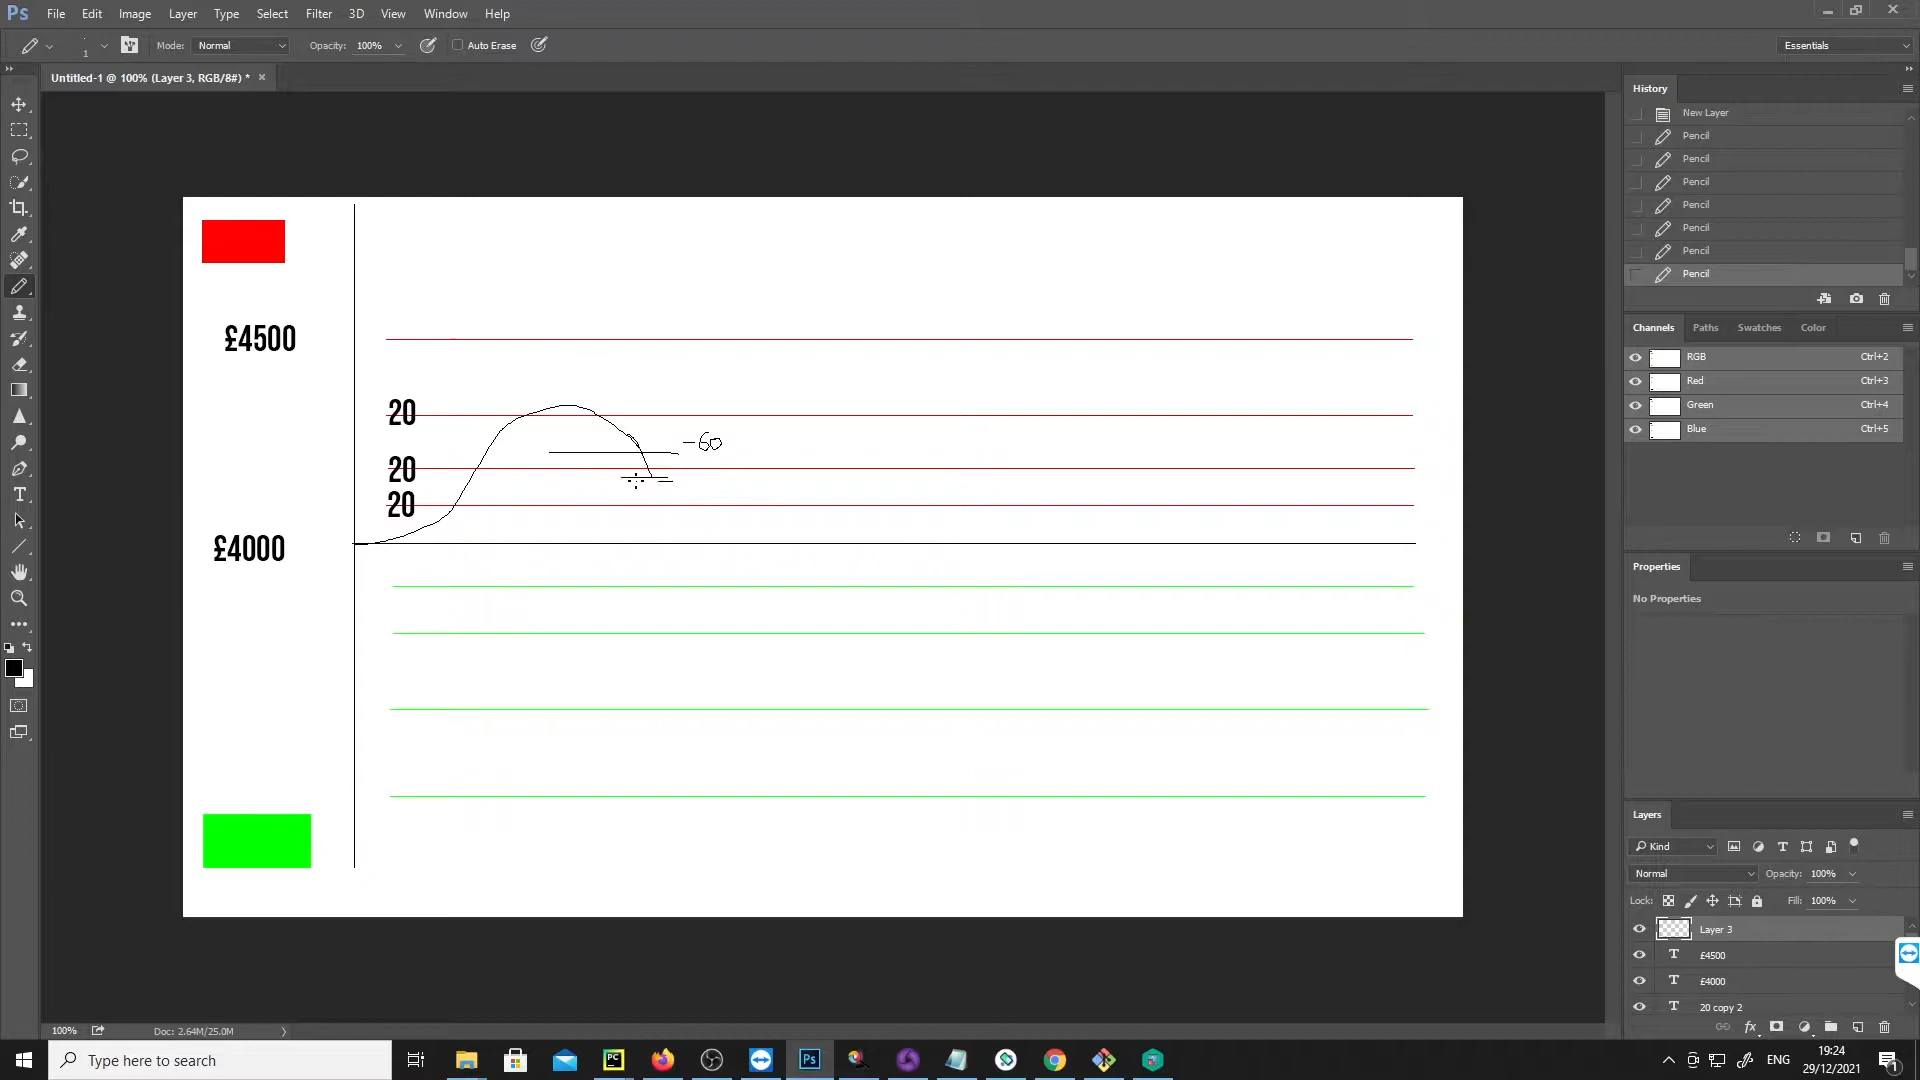 Ps File Edit Image Layer Type Select Filter 3D View Window Help
1 Mode: Normal Opacity: 100% Auto Erase Essentials
Untitled-1 @ 100% (Layer 3, RGB/8#) *
History
New Layer
Pencil
Pencil
Pencil
Pencil
Pencil
Pencil
Pencil
£4500
20
-60
20
20
£4000
Channels Paths Swatches Color
RGB Ctrl+2
Red Ctrl+3
Green Ctrl+4
Blue Ctrl+5
Properties
No Properties
Layers
Kind
Normal Opacity: 100%
Lock: Fill: 100%
Layer 3
T £4500
T £4000
T 20 copy 2
100% Doc: 2.64M/25.0M
Type here to search
PC
Ps
ENG
19:24
29/12/2021
1